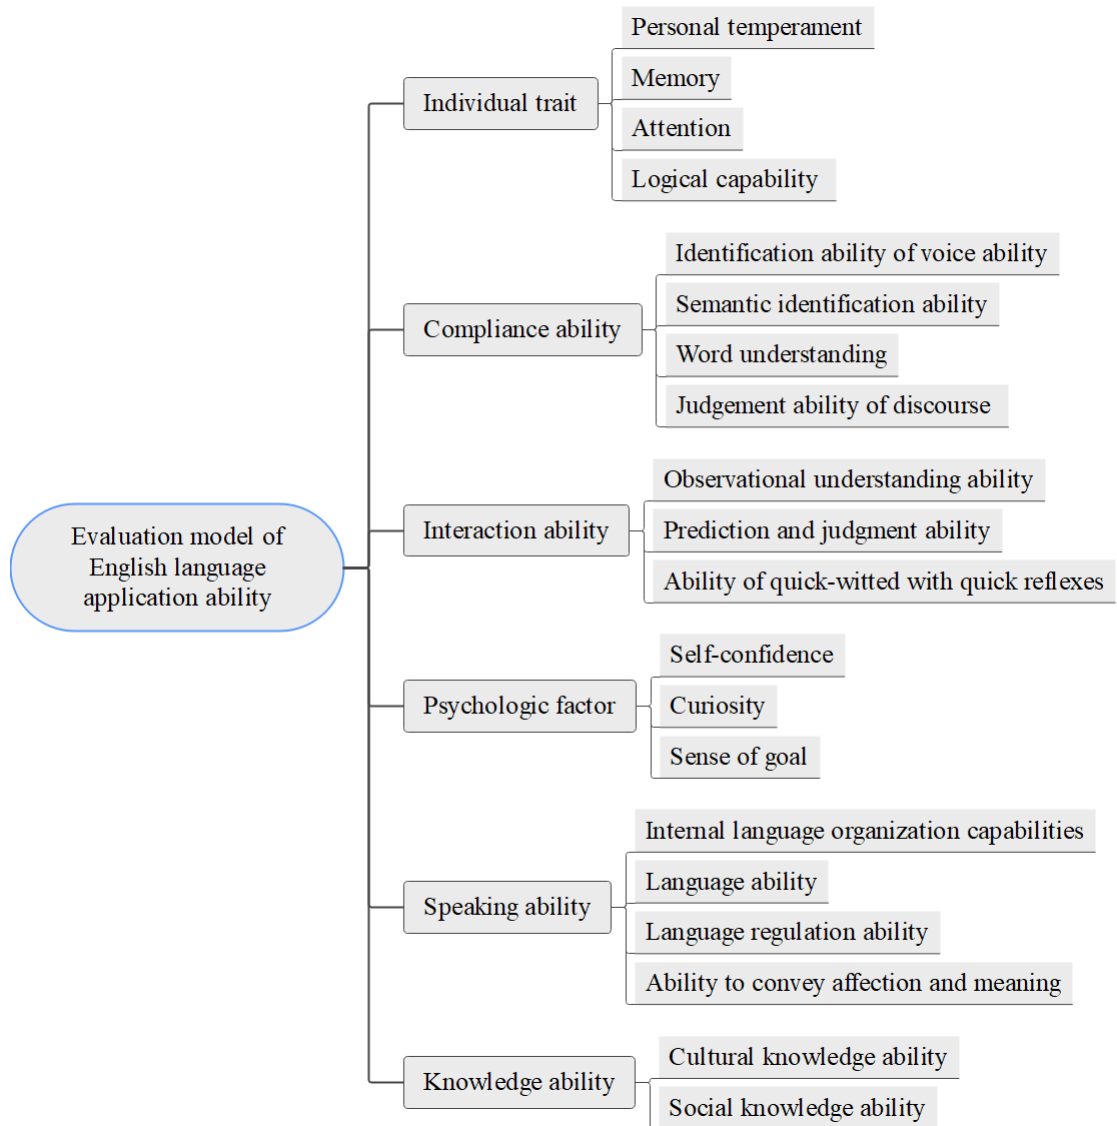 Evaluation model of
English language
application ability
Individual trait
Personal temperament
Memory
Attention
Logical capability
Compliance ability
Identification ability of voice ability
Semantic identification ability
Word understanding
Judgement ability of discourse
Interaction ability
Observational understanding ability
Prediction and judgment ability
Ability of quick-witted with quick reflexes
Psychologic factor
Self-confidence
Curiosity
Sense of goal
Speaking ability
Internal language organization capabilities
Language ability
Language regulation ability
Ability to convey affection and meaning
Knowledge ability
Cultural knowledge ability
Social knowledge ability